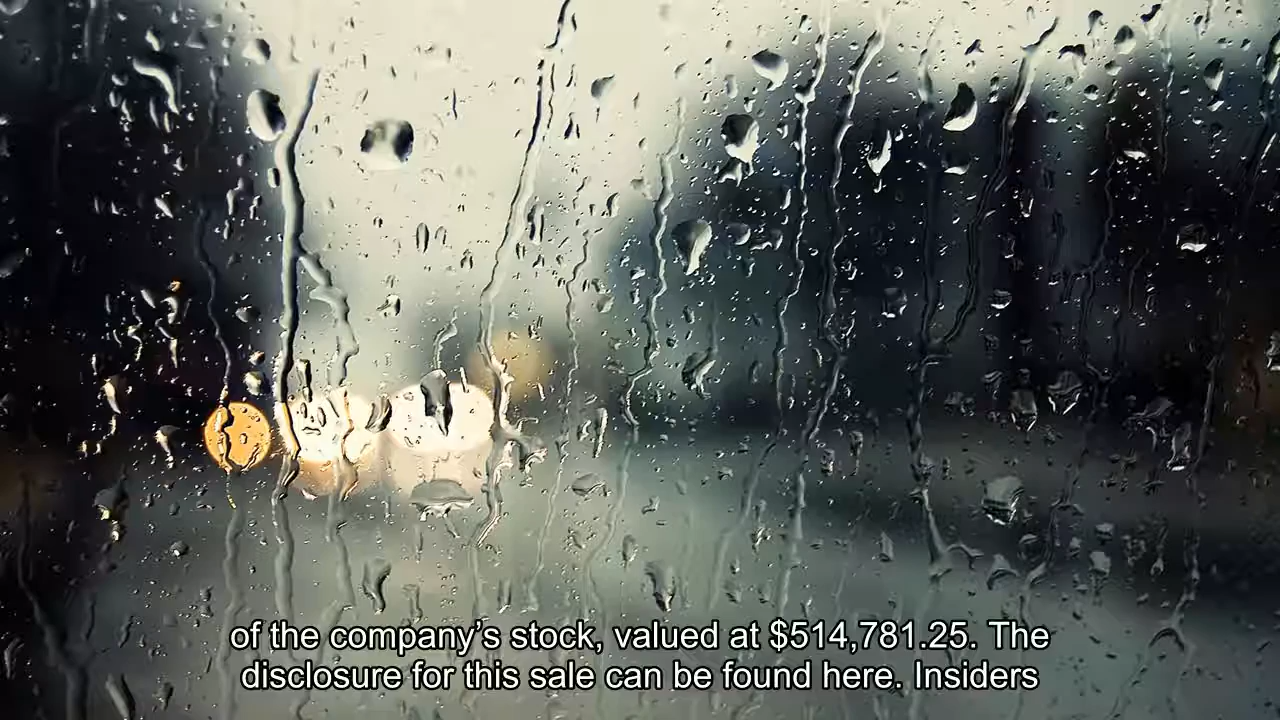 of the company's stock, valued at $514,781.25. The
disclosure for this sale can be found here. Insiders